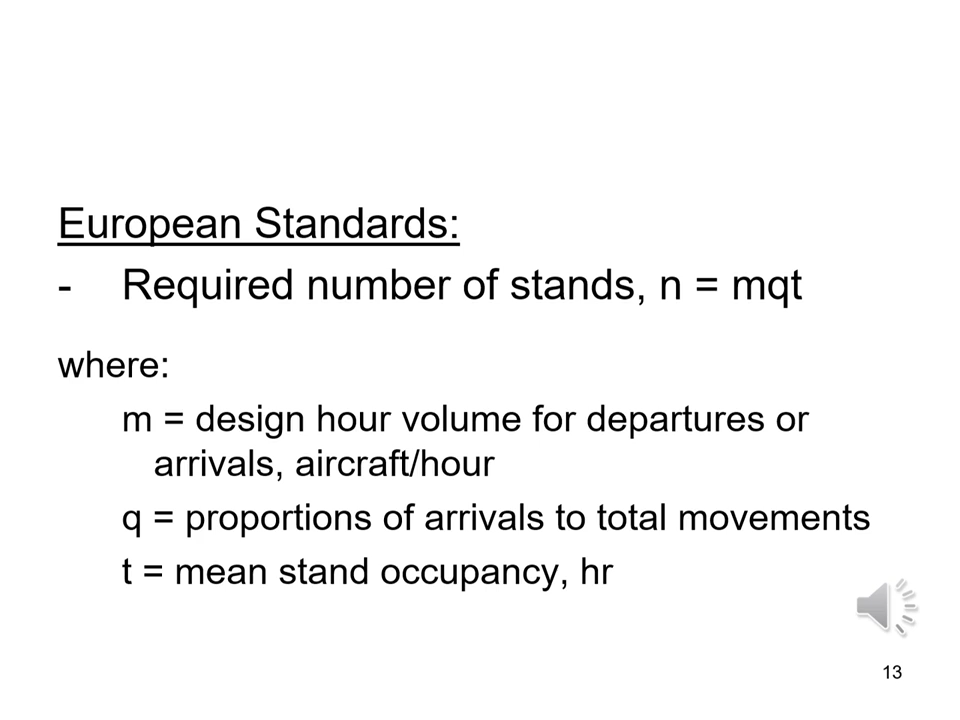 European Standards:
- Required number of stands, n = mqt
where:
m = design hour volume for departures or
arrivals, aircraft/hour
q = proportions of arrivals to total movements
t = mean stand occupancy, hr
13